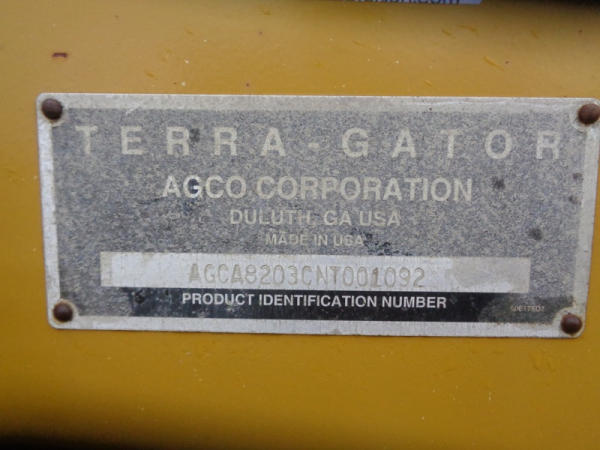 TERRA-GATOR
AGCO CORPORATION
DULUTH, GA USA
MADE IN USA
AGCA8203CNT001092
PRODUCT IDENTIFICATION NUMBER